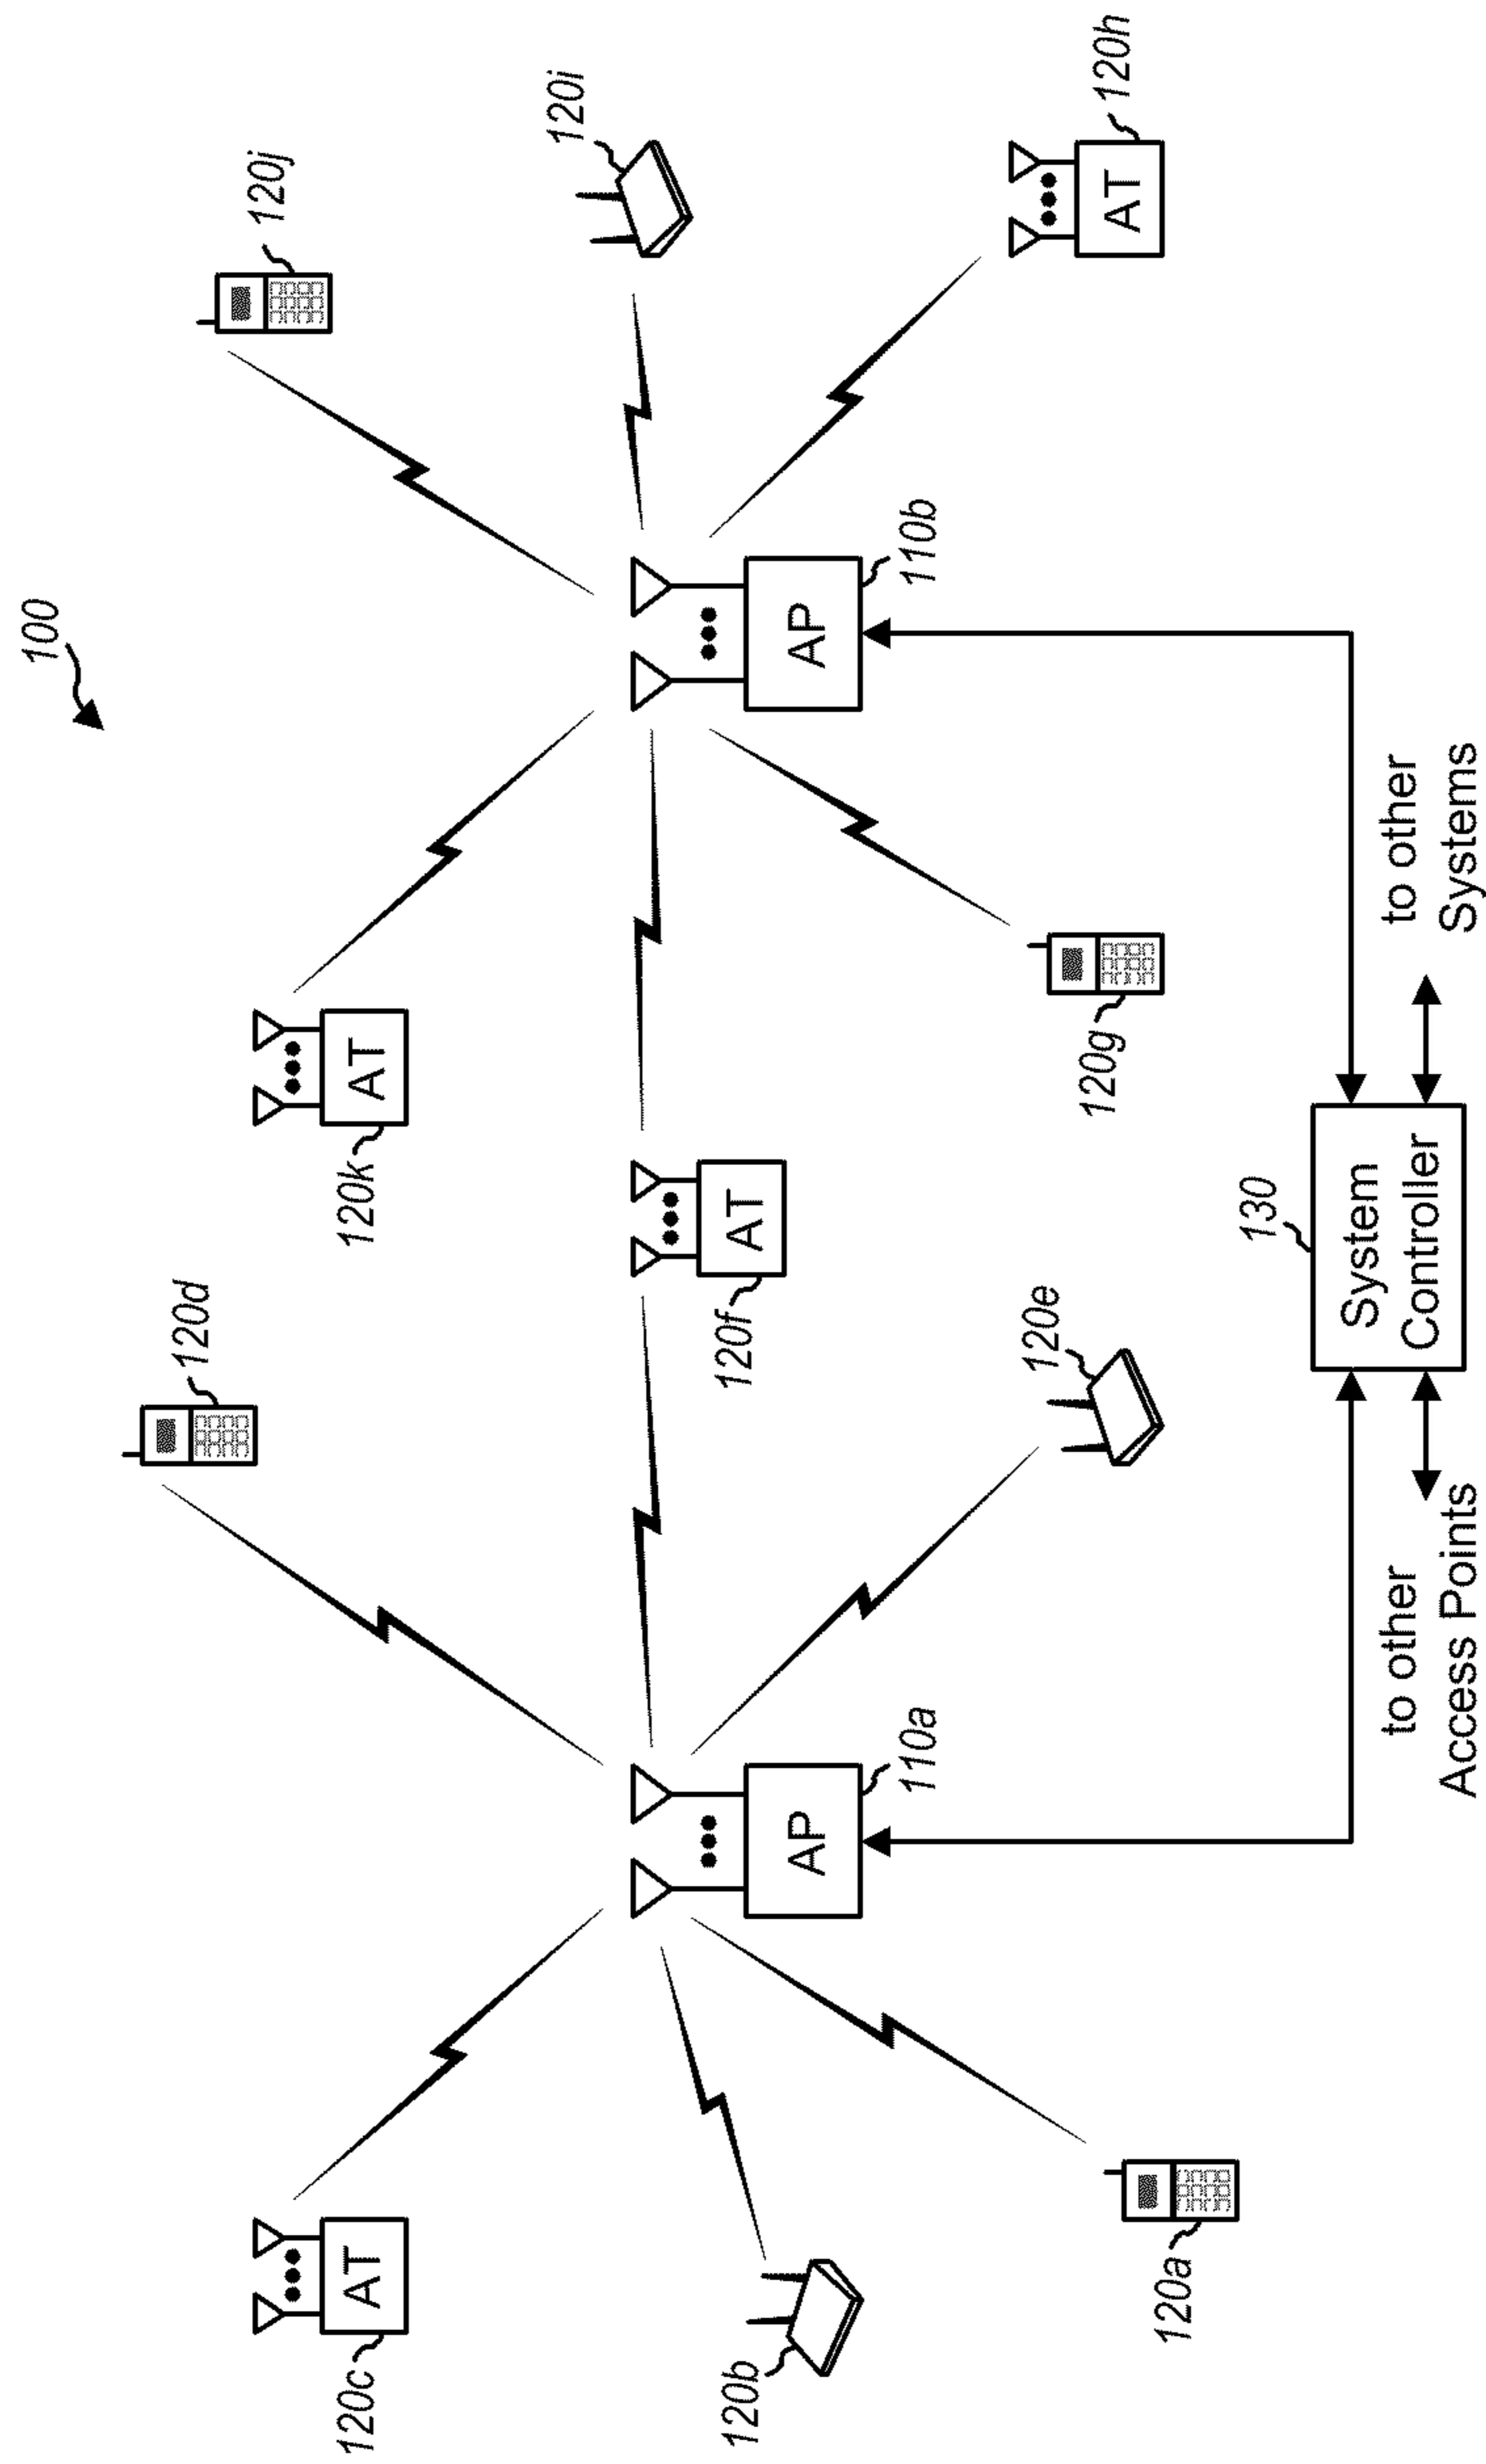 100
120d
120j
120c
AT
120k
AT
120i
120b
AP
110a
120f
AT
AP
110b
120a
120e
120g
AT
120h
130
System
Controller
to other
Access Points
to other
Systems